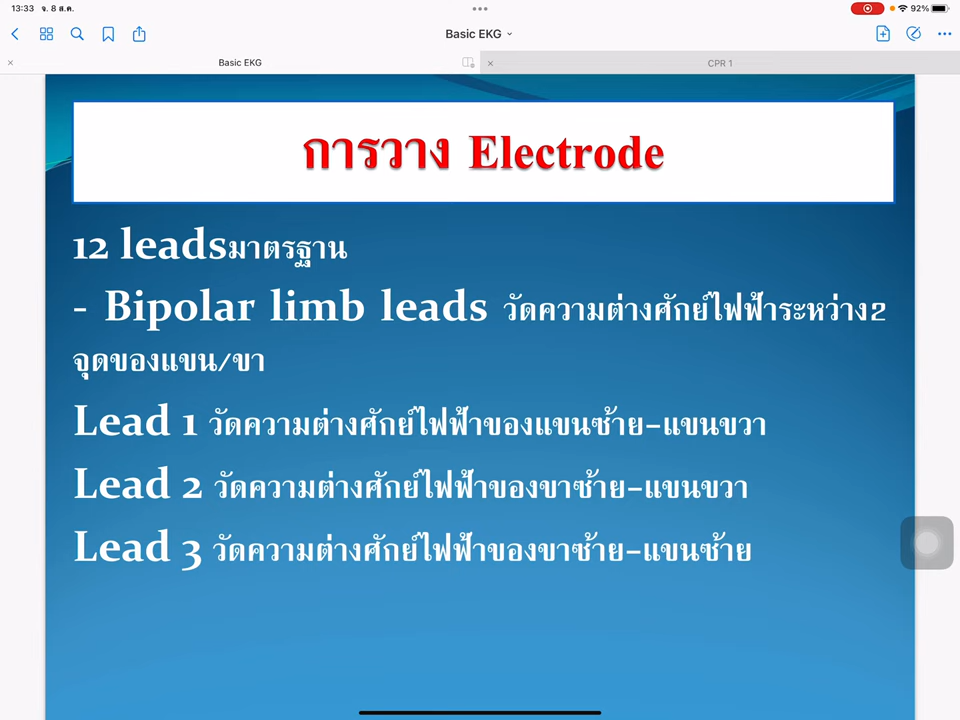 13:33 จ. 8 ส.ค.
92%
Basic EKG
Basic EKG
CPR 1
การวาง Electrode
12 leadsมาตรฐาน
- Bipolar limb leads วัดความต่างศักย์ไฟฟ้าระหว่าง2
จุดของแขน/ขา
Lead 1 วัดความต่างศักย์ไฟฟ้าของแขนซ้าย-แขนขวา
Lead 2 วัดความต่างศักย์ไฟฟ้าของขาซ้าย-แขนขวา
Lead 3 วัดความต่างศักย์ไฟฟ้าของขาซ้าย-แขนซ้าย